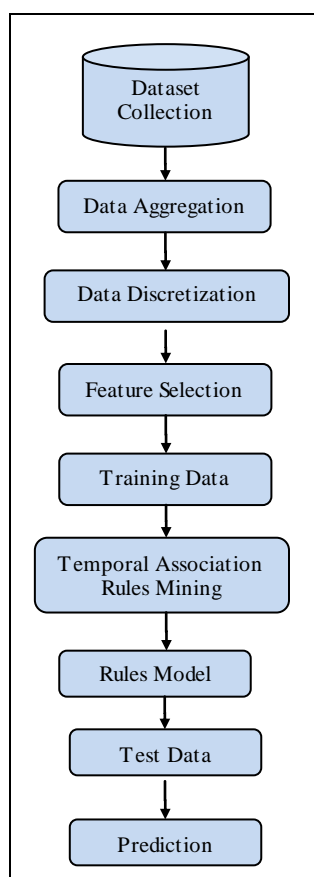 Dataset
Collection
Data Aggregation
Data Discretization
Feature Selection
Training Data
Temporal Association
Rules Mining
Rules Model
Test Data
Prediction